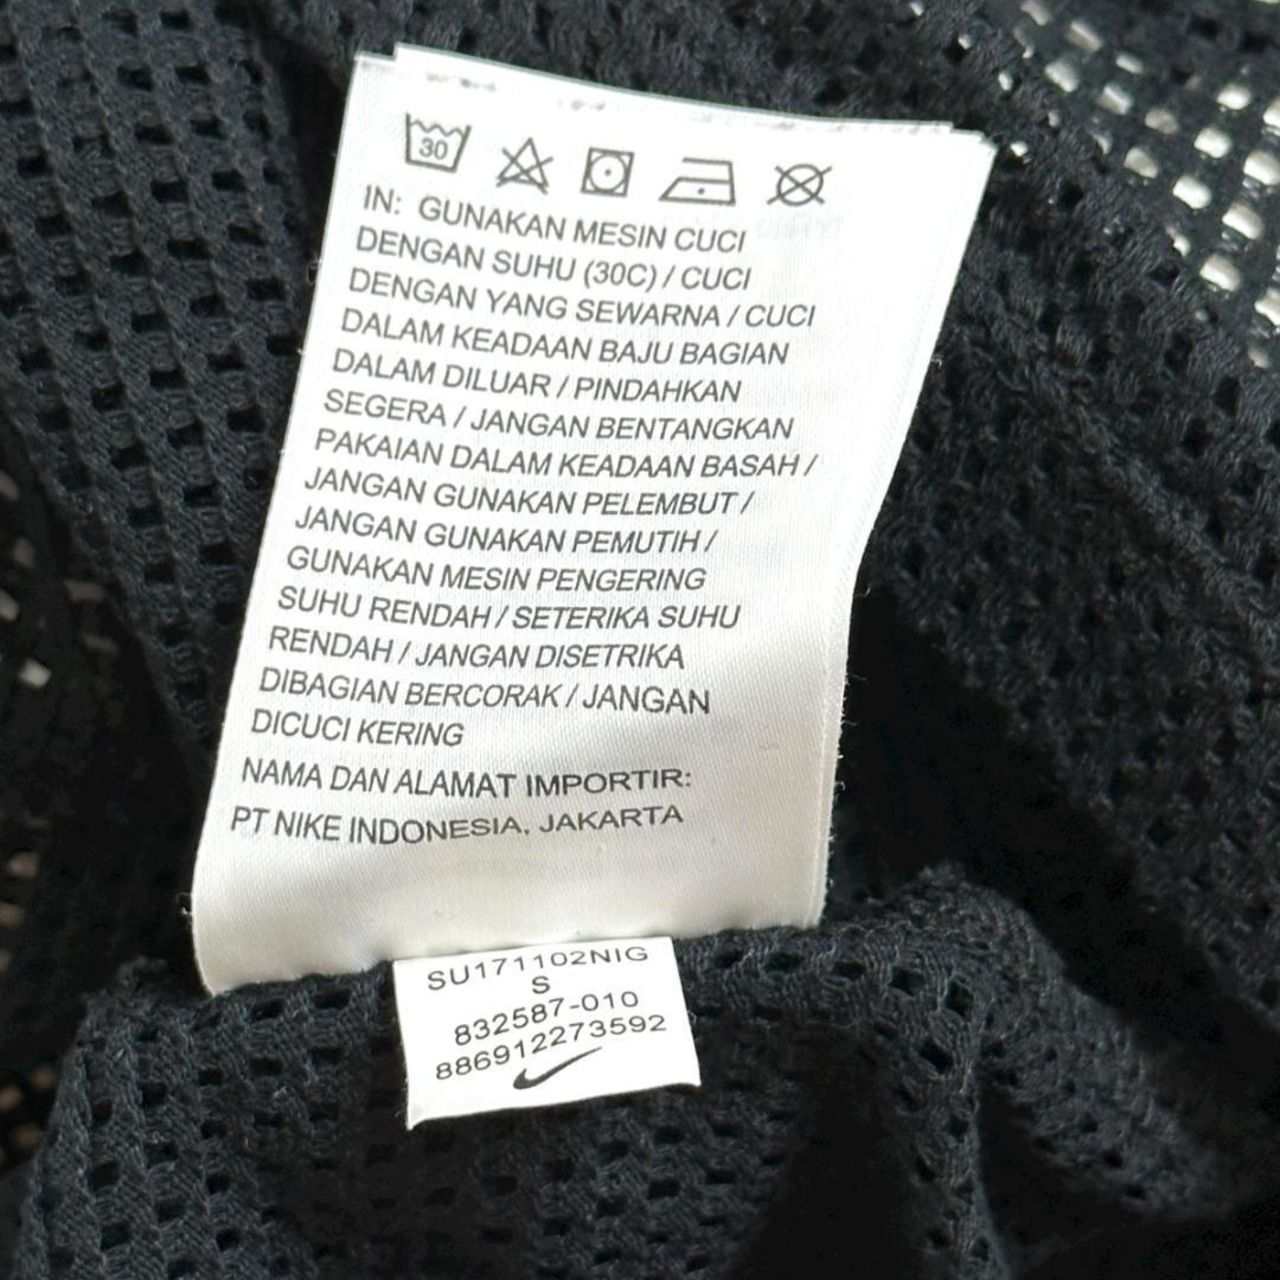 30
IN: GUNAKAN MESIN CUCI
DENGAN SUHU (30C) / CUCI
DENGAN YANG SEWARNA / CUCI
DALAM KEADAAN BAJU BAGIAN
DALAM DILUAR / PINDAHKAN
SEGERA / JANGAN BENTANGKAN
PAKAIAN DALAM KEADAAN BASAH /
JANGAN GUNAKAN PELEMBUT /
JANGAN GUNAKAN PEMUTIH /
GUNAKAN MESIN PENGERING
SUHU RENDAH / SETERIKA SUHU
RENDAH / JANGAN DISETRIKA
DIBAGIAN BERCORAK / JANGAN
DICUCI KERING
NAMA DAN ALAMAT IMPORTIR:
PT NIKE INDONESIA, JAKARTA
SU171102NIG
S
832587-010
886912273592